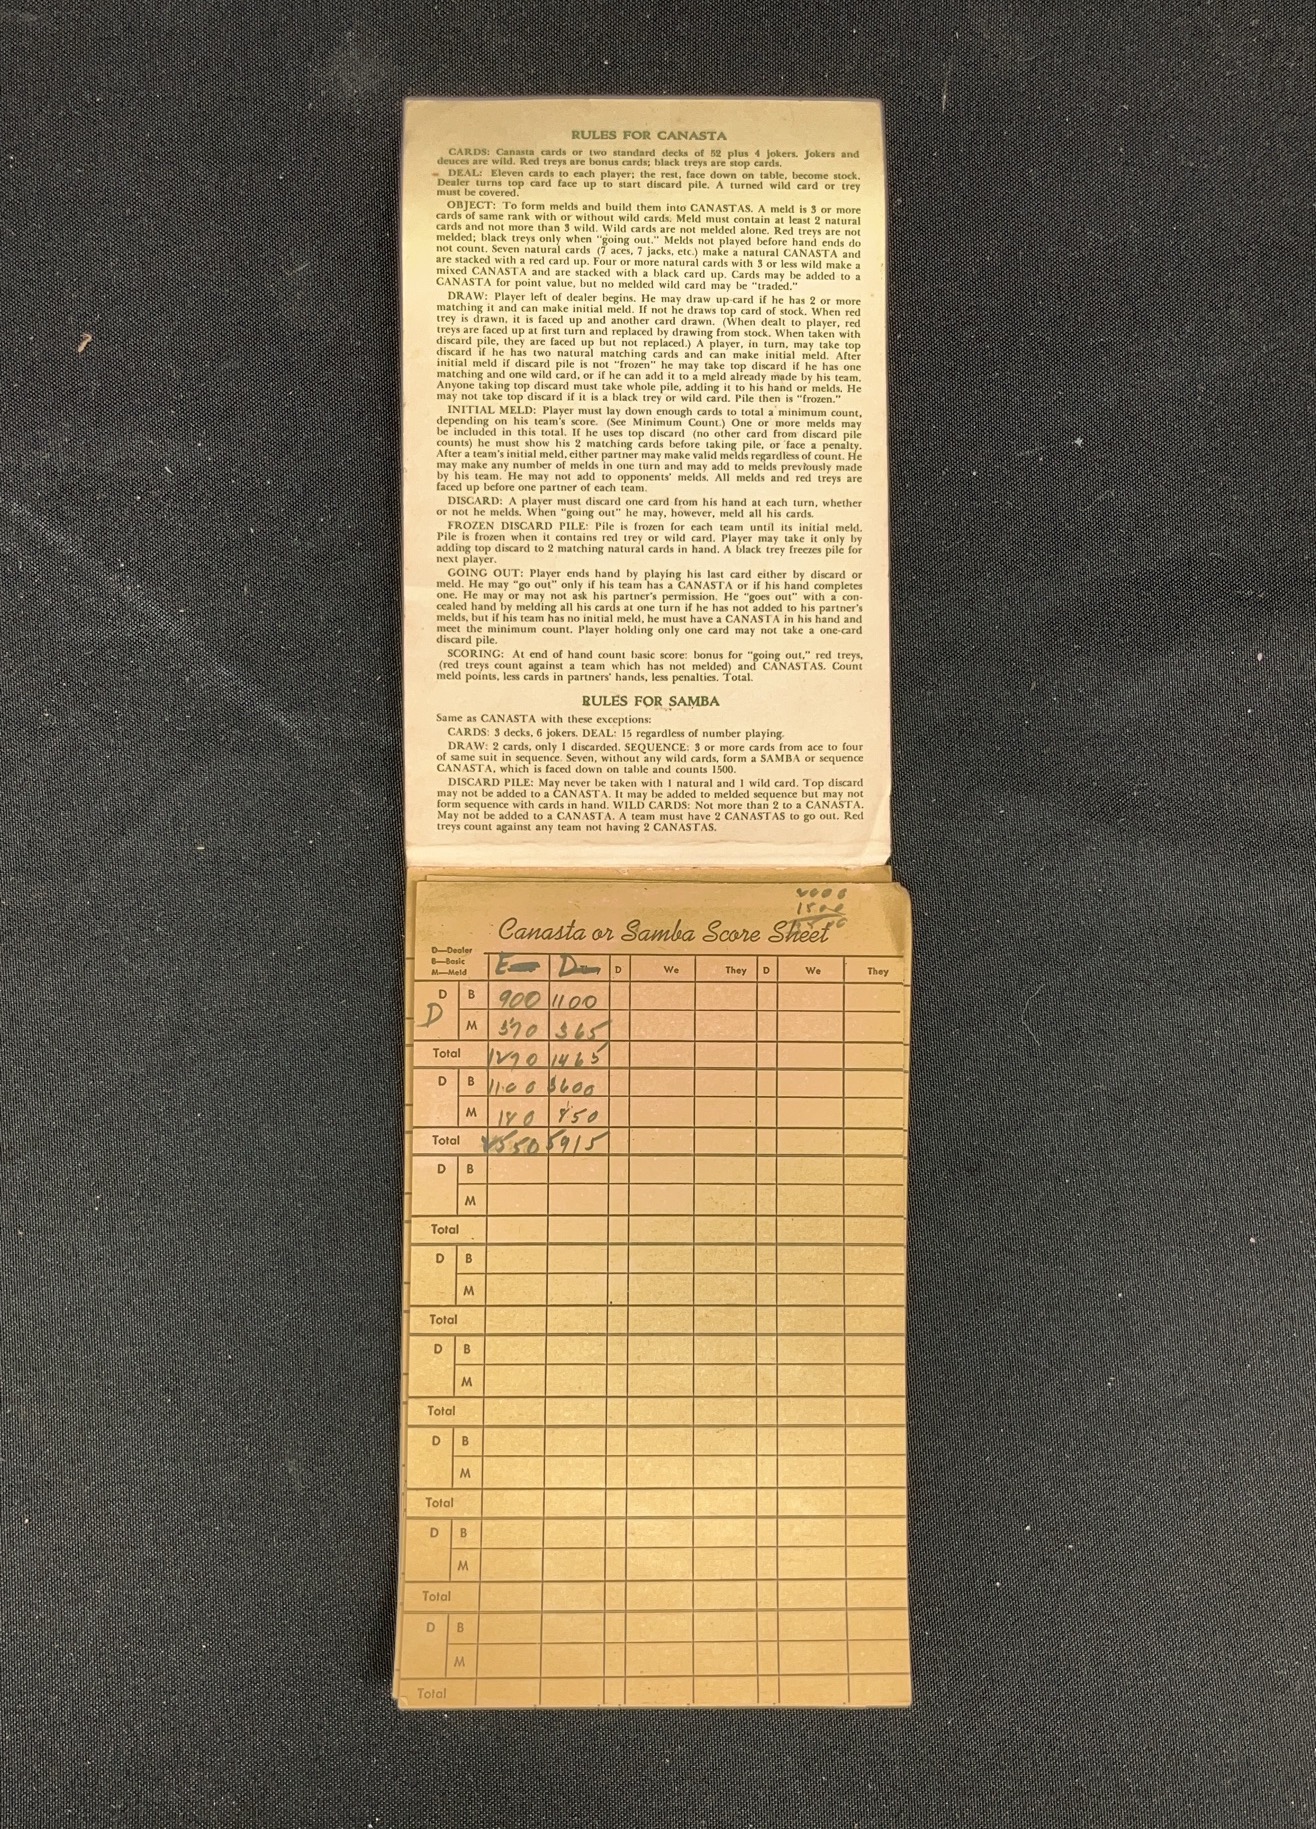 RULES FOR CANASTA
CARDS: Canasta cards or two standard decks of 52 plus 4 jokers. Jokers and
deuces are wild. Red treys are bonus cards; black treys are stop cards.
DEAL: Eleven cards to each player; the rest, face down on table, become stock.
Dealer turns top card face up to start discard pile. A turned wild card or trey
must be covered.
OBJECT: To form melds and build them into CANASTAS. A meld is 3 or more
cards of same rank with or without wild cards. Meld must contain at least 2 natural
cards and not more than 3 wild. Wild cards are not melded alone. Red treys are not
melded; black treys only when "going out." Melds not played before hand ends do
not count. Seven natural cards (7 aces, 7 jacks, etc.) make a natural CANASTA and
are stacked with a red card up. Four or more natural cards with 3 or less wild make a
mixed CANASTA and are stacked with a black card up. Cards may be added to a
CANASTA for point value, but no melded wild card may be "traded."
DRAW: Player left of dealer begins. He may draw up-card if he has 2 or more
matching it and can make initial meld. If not he draws top card of stock. When red
trey is drawn, it is faced up and another card drawn. (When dealt to player, red
treys are faced up at first turn and replaced by drawing from stock. When taken with
discard pile, they are faced up but not replaced.) A player, in turn, may take top
discard if he has two natural matching cards and can make initial meld. After
initial meld if discard pile is not "frozen" he may take top discard if he has one
matching and one wild card, or if he can add it to a meld already made by his team.
Anyone taking top discard must take whole pile, adding it to his hand or melds. He
may not take top discard if it is a black trey or wild card. Pile then is "frozen."
INITIAL MELD: Player must lay down enough cards to total a minimum count,
depending on his team's score. (See Minimum Count.) One or more melds may
be included in this total. If he uses top discard (no other card from discard pile
counts) he must show his 2 matching cards before taking pile, or face a penalty.
After a team's initial meld, either partner may make valid melds regardless of count. He
may make any number of melds in one turn and may add to melds previously made
by his team. He may not add to opponents' melds. All melds and red treys are
faced up before one partner of each team.
DISCARD: A player must discard one card from his hand at each turn, whether
or not he melds. When "going out" he may, however, meld all his cards.
FROZEN DISCARD PILE: Pile is frozen for each team until its initial meld.
Pile is frozen when it contains red trey or wild card. Player may take it only by
adding top discard to 2 matching natural cards in hand. A black trey freezes pile for
next player.
GOING OUT: Player ends hand by playing his last card either by discard or
meld. He may "go out" only if his team has a CANASTA or if his hand completes
one. He may or may not ask his partner's permission. He "goes out" with a con-
cealed hand by melding all his cards at one turn if he has not added to his partner's
melds, but if his team has no initial meld, he must have a CANASTA in his hand and
meet the minimum count. Player holding only one card may not take a one-card
discard pile.
SCORING: At end of hand count basic score: bonus for "going out," red treys,
(red treys count against a team which has not melded) and CANASTAS. Count
meld points, less cards in partners' hands, less penalties. Total.
RULES FOR SAMBA
Same as CANASTA with these exceptions:
CARDS: 3 decks, 6 jokers. DEAL: 15 regardless of number playing.
DRAW: 2 cards, only 1 discarded. SEQUENCE: 3 or more cards from ace to four
of same suit in sequence. Seven, without any wild cards, form a SAMBA or sequence
CANASTA, which is faced down on table and counts 1500.
DISCARD PILE: May never be taken with 1 natural and 1 wild card. Top discard
may not be added to a CANASTA. It may be added to melded sequence but may not
form sequence with cards in hand. WILD CARDS: Not more than 2 to a CANASTA.
May not be added to a CANASTA. A team must have 2 CANASTAS to go out. Red
treys count against any team not having 2 CANASTAS.
2000
1500
Canasta or Samba Score Sheet
D—Dealer
B—Basic
M—Meld
E D D We They D We They
D B 900 1100
D M 370 365
Total 1270 1465
D B 1100 3600
M 180 850
Total 2550 5915
D B
M
Total
D B
M
Total
D B
M
Total
D B
M
Total
D B
M
Total
D B
M
Total